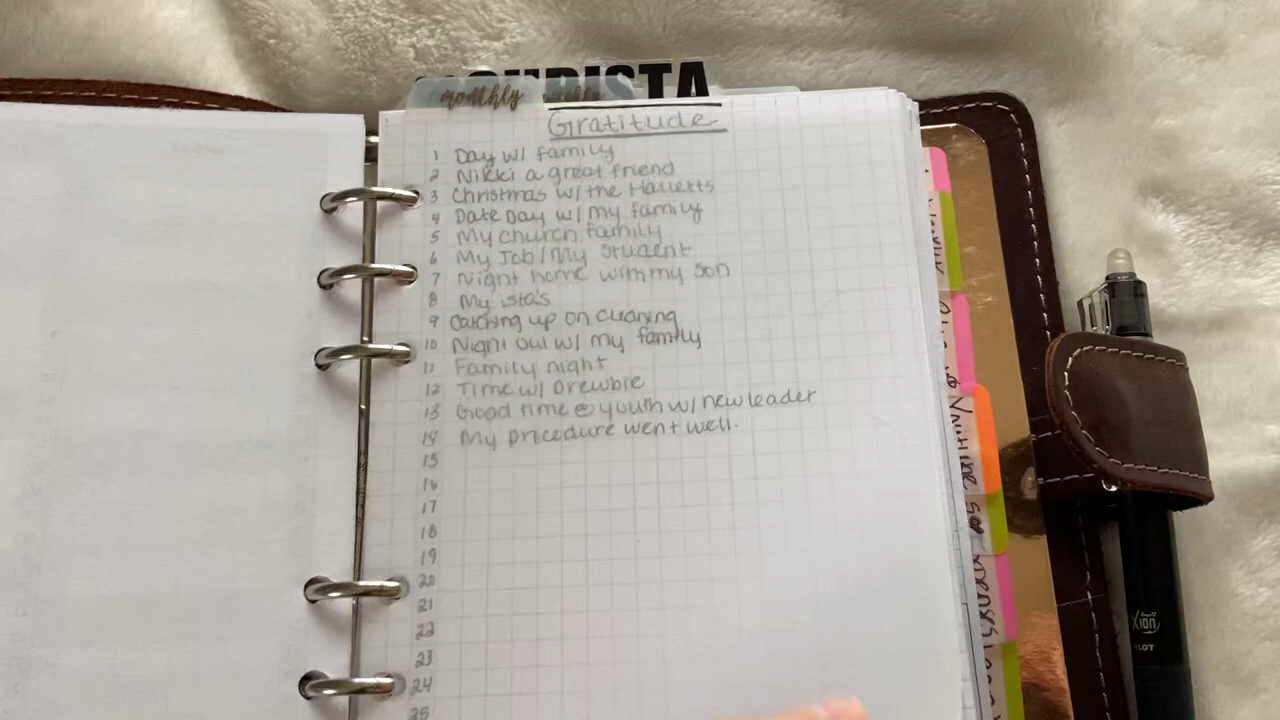 monthly
Gratitude
1 Day w/ family
2 Nikki a great friend
3 Christmas w/ the Halletts
4 Date Day w/ my family
5 My church family
6 My Job/My Student
7 Night home with my son
8 My ista's
9 Catching up on cleaning
10 Night out w/ my family
11 Family night
12 Time w/ Drewbie
13 Good time @ youth w/ new leader
14 My procedure went well.
15
16
17
18
19
20
21
22
23
24
25